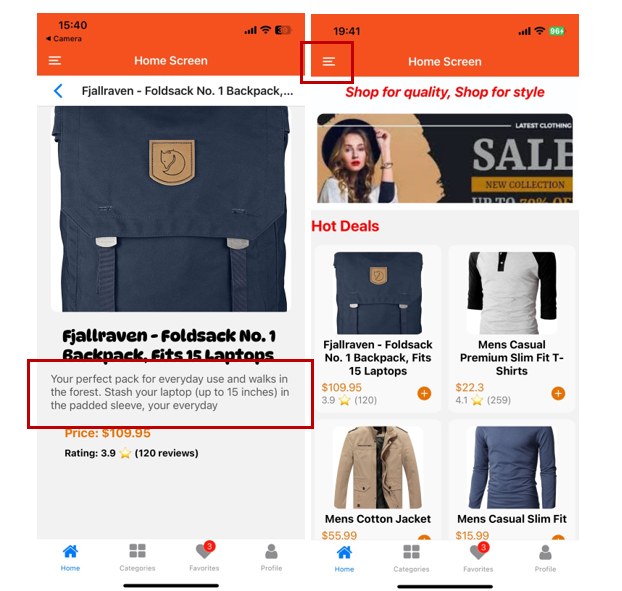 15:40
◂ Camera
Home Screen
Fjallraven - Foldsack No. 1 Backpack,...
Fjallraven - Foldsack No. 1
Backpack, Fits 15 Laptops
Your perfect pack for everyday use and walks in
the forest. Stash your laptop (up to 15 inches) in
the padded sleeve, your everyday
Price: $109.95
Rating: 3.9 ⭐ (120 reviews)
Home
Categories
3
Favorites
Profile
19:41
96+
Home Screen
Shop for quality, Shop for style
LATEST CLOTHING
SALE
NEW COLLECTION
UP TO 70% OF
Hot Deals
Fjallraven - Foldsack
No. 1 Backpack, Fits
15 Laptops
$109.95
3.9 ⭐ (120)
+
Mens Casual
Premium Slim Fit T-
Shirts
$22.3
4.1 ⭐ (259)
+
Mens Cotton Jacket
$55.99
Mens Casual Slim Fit
$15.99
Home
Categories
3
Favorites
Profile